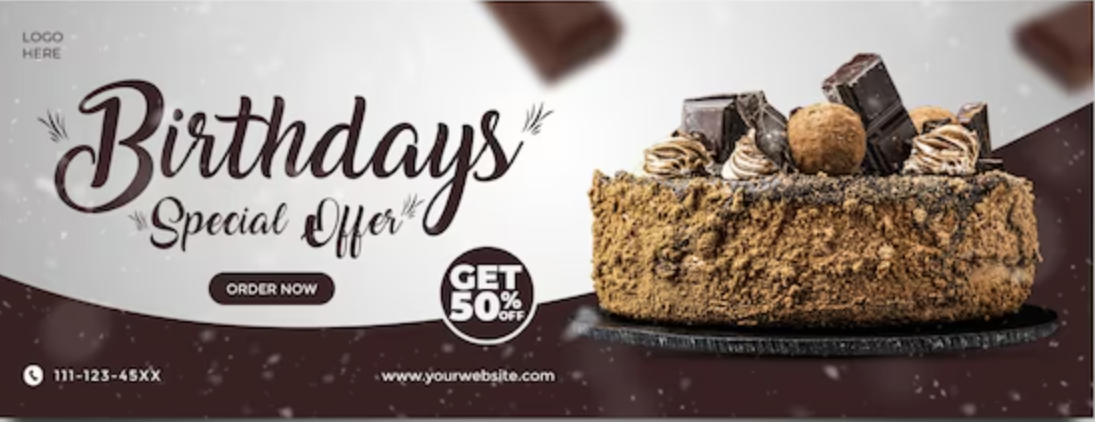 LOGO
HERE
Birthdays
Special Offer
ORDER NOW
GET
50%
OFF
111-123-45XX
www.yourwebsite.com